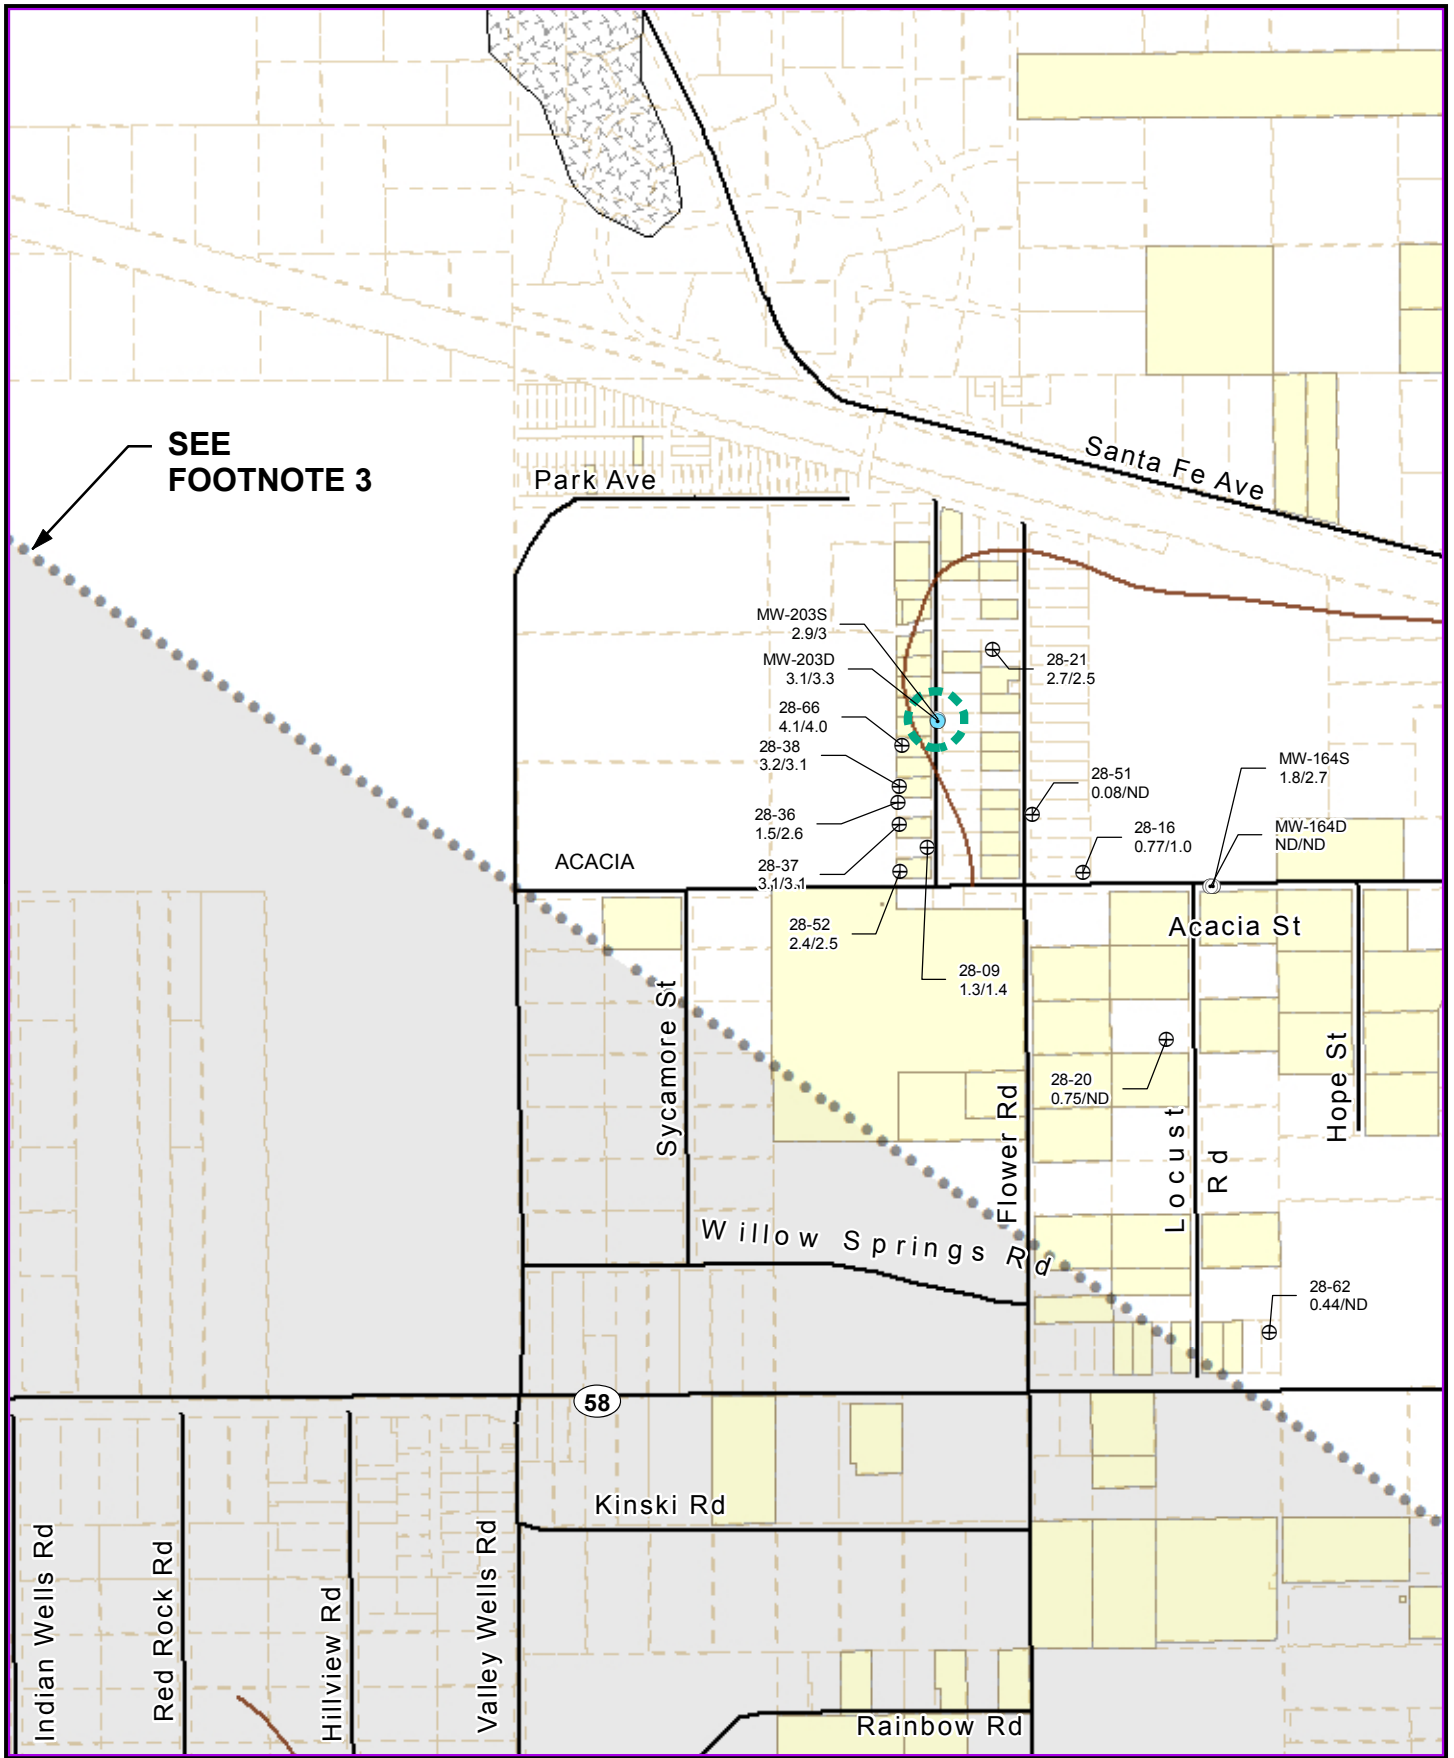 SEE
FOOTNOTE 3
Santa Fe Ave
Park Ave
MW-203S
2.9/3
MW-203D
3.1/3.3
28-21
2.7/2.5
28-66
4.1/4.0
28-38
3.2/3.1
28-51
0.08/ND
MW-164S
1.8/2.7
28-36
1.5/2.6
28-16
0.77/1.0
MW-164D
ND/ND
ACACIA
28-37
3.1/3.1
28-52
2.4/2.5
Acacia St
28-09
1.3/1.4
Sycamore St
Flower Rd
28-20
0.75/ND
Locust
Rd
Hope St
Willow Springs Rd
28-62
0.44/ND
58
Kinski Rd
Indian Wells Rd
Red Rock Rd
Hillview Rd
Valley Wells Rd
Rainbow Rd